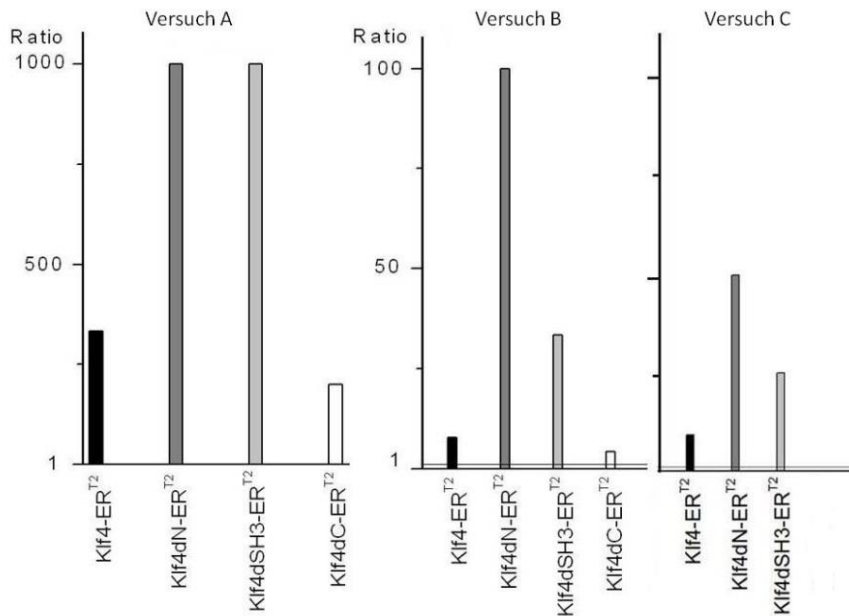 Versuch A
Ratio
1000
500
1
Klf4-ER^T2
Klf4dN-ER^T2
Klf4dSH3-ER^T2
Klf4dC-ER^T2
Versuch B
Ratio
100
50
1
Klf4-ER^T2
Klf4dN-ER^T2
Klf4dSH3-ER^T2
Klf4dC-ER^T2
Versuch C
Klf4-ER^T2
Klf4dN-ER^T2
Klf4dSH3-ER^T2